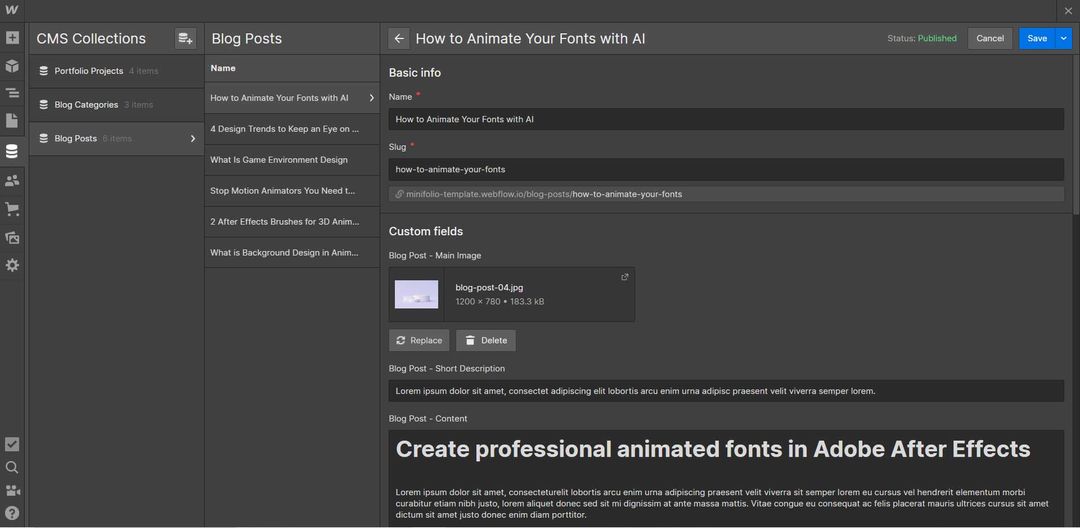 CMS Collections
Blog Posts
How to Animate Your Fonts with AI
Status: Published
Cancel
Save
Portfolio Projects 4 items
Blog Categories 3 items
Blog Posts 6 items
Name
How to Animate Your Fonts with AI
4 Design Trends to Keep an Eye on ...
What Is Game Environment Design
Stop Motion Animators You Need t...
2 After Effects Brushes for 3D Anim...
What is Background Design in Anim...
Basic info
Name *
How to Animate Your Fonts with AI
Slug *
how-to-animate-your-fonts
minifolio-template.webflow.io/blog-posts/how-to-animate-your-fonts
Custom fields
Blog Post - Main Image
blog-post-04.jpg
1200 × 780 • 183.3 kB
Replace
Delete
Blog Post - Short Description
Lorem ipsum dolor sit amet, consectet adipiscing elit lobortis arcu enim urna adipisc praesent velit viverra semper lorem.
Blog Post - Content
Create professional animated fonts in Adobe After Effects
Lorem ipsum dolor sit amet, consecteturelit lobortis arcu enim urna adipiscing praesent velit viverra sit semper lorem eu cursus vel hendrerit elementum morbi
curabitur etiam nibh justo, lorem aliquet donec sed sit mi dignissim at ante massa mattis. Vitae congue eu consequat ac felis placerat mauris ultrices cursus sit amet
dictum sit amet justo donec enim diam porttitor.